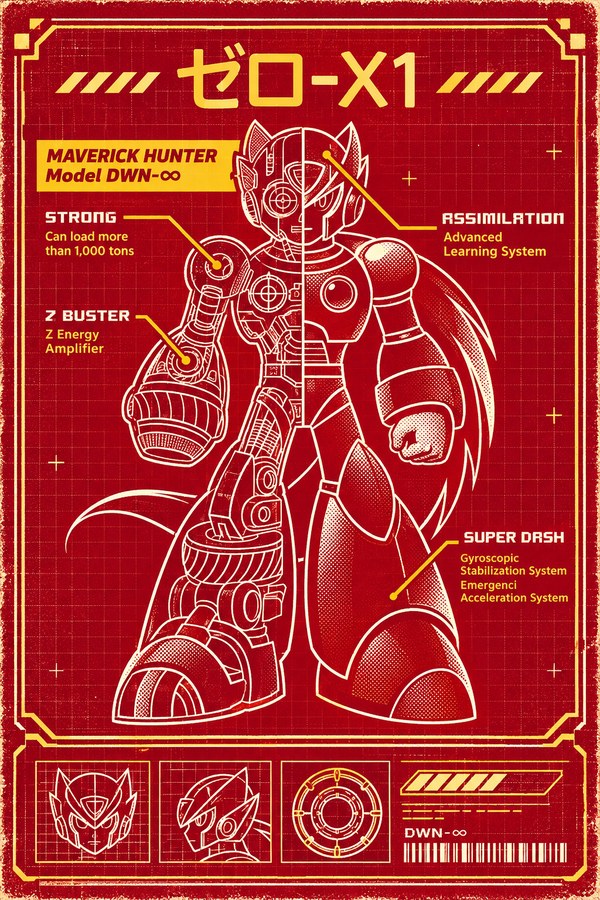 ゼロ-X1
MAVERICK HUNTER
Model DWN-∞
STRONG
Can load more
than 1,000 tons
ASSIMILATION
Advanced
Learning System
Z BUSTER
Z Energy
Amplifier
SUPER DASH
Gyroscopic
Stabilization System
Emergenci
Acceleration System
DWN-∞